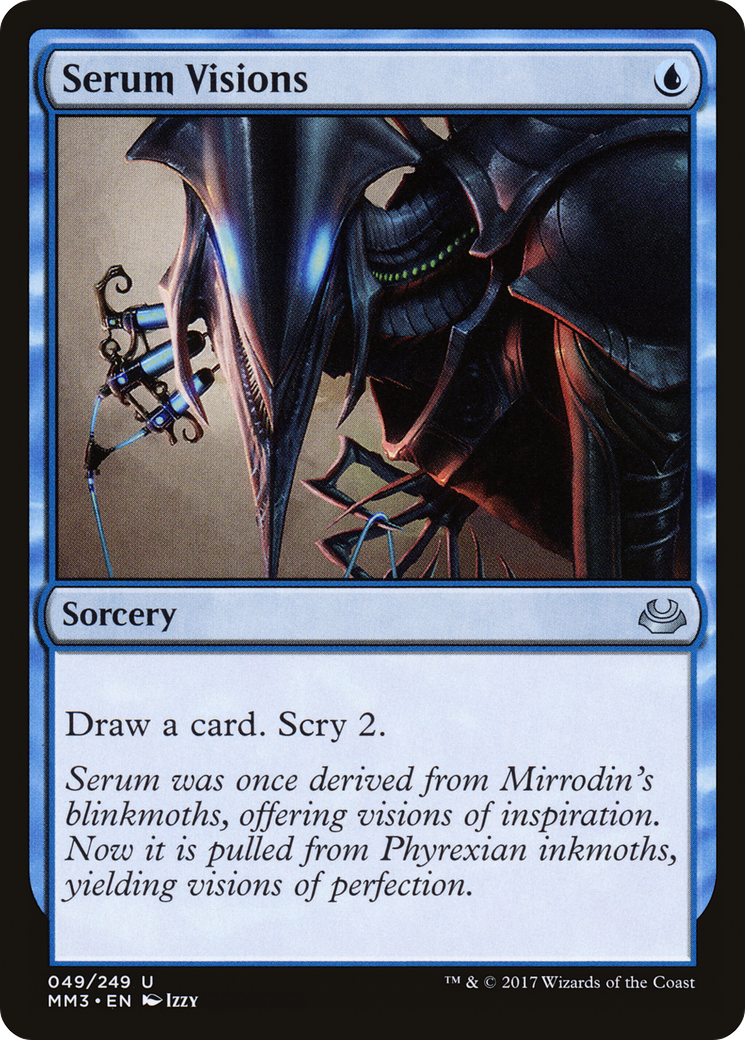 Serum Visions
Sorcery
Draw a card. Scry 2.
Serum was once derived from Mirrodin's
blinkmoths, offering visions of inspiration.
Now it is pulled from Phyrexian inkmoths,
yielding visions of perfection.
049/249 U
MM3 • EN Izzy
™ & © 2017 Wizards of the Coast